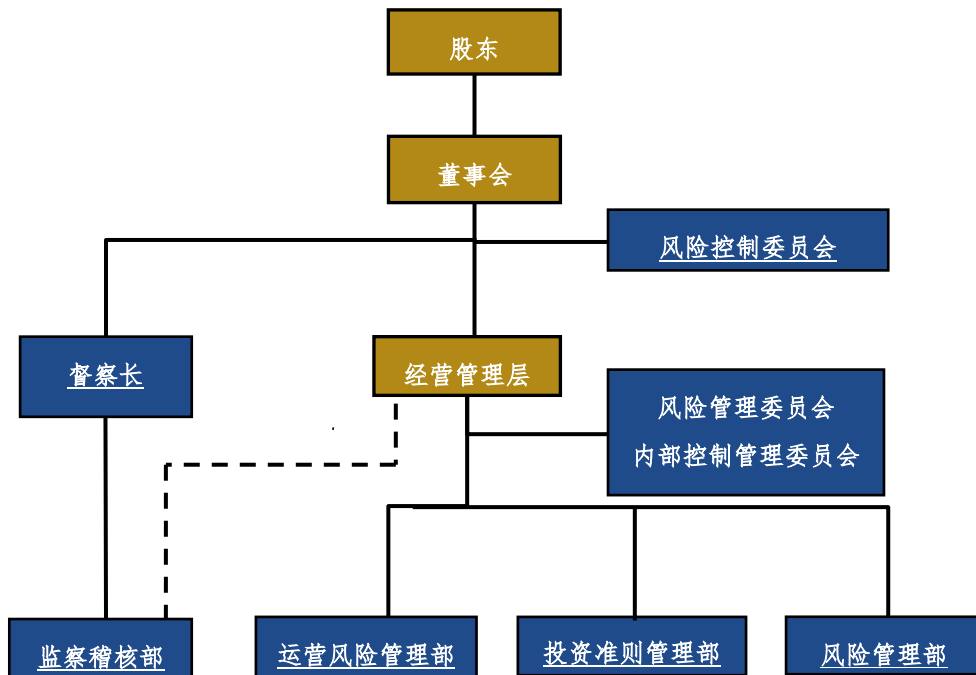 股东
董事会
风险控制委员会
督察长
经营管理层
风险管理委员会
内部控制管理委员会
监察稽核部
运营风险管理部
投资准则管理部
风险管理部